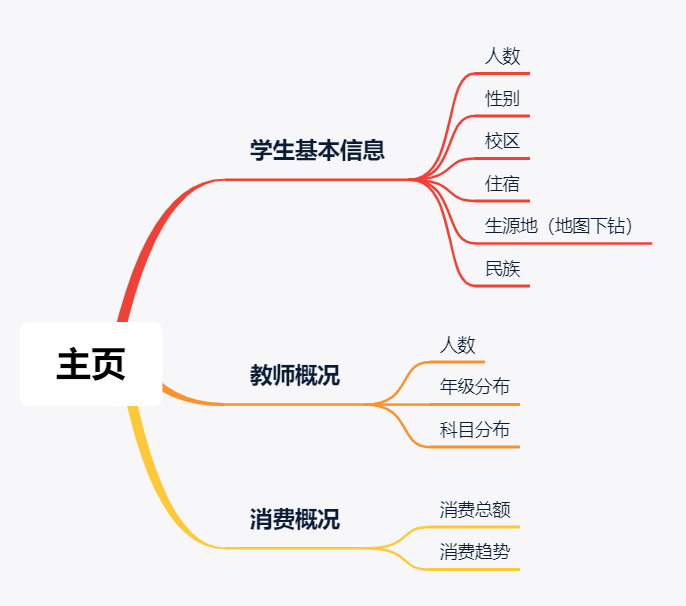 主页
学生基本信息
人数
性别
校区
住宿
生源地（地图下钻）
民族
教师概况
人数
年级分布
科目分布
消费概况
消费总额
消费趋势